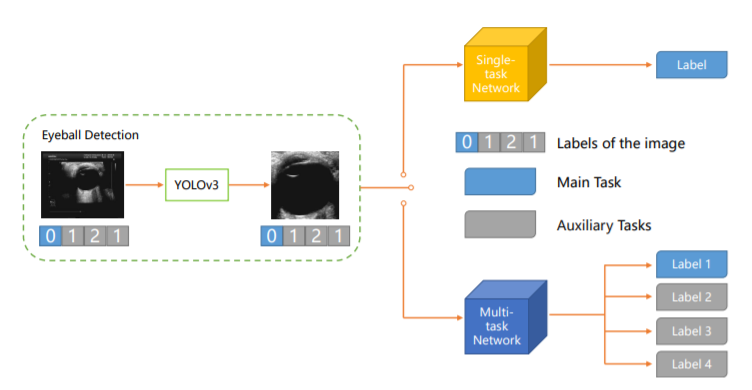 Eyeball Detection
YOLOv3
0 1 2 1
0 1 2 1
Single-
task
Network
Label
0 1 2 1
Labels of the image
Main Task
Auxiliary Tasks
Multi-
task
Network
Label 1
Label 2
Label 3
Label 4